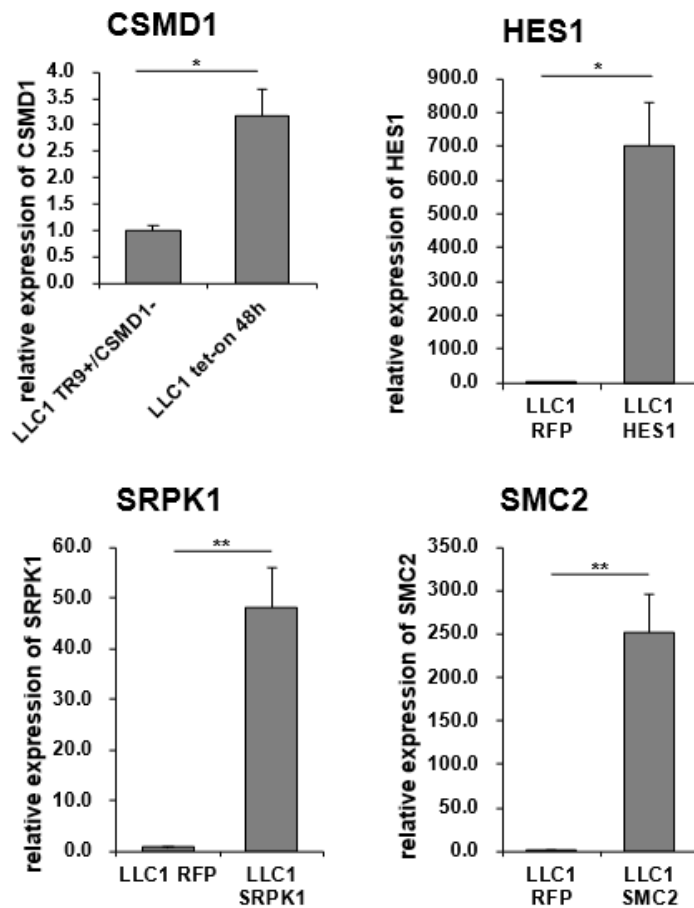 CSMD1
relative expression of CSMD1
4.0
3.5
3.0
2.5
2.0
1.5
1.0
0.5
0.0
*
LLC1 TR9+/CSMD1-
LLC1 tet-on 48h
HES1
relative expression of HES1
900.0
800.0
700.0
600.0
500.0
400.0
300.0
200.0
100.0
0.0
*
LLC1
RFP
LLC1
HES1
SRPK1
relative expression of SRPK1
60.0
50.0
40.0
30.0
20.0
10.0
0.0
**
LLC1 RFP
LLC1
SRPK1
SMC2
relative expression of SMC2
350.0
300.0
250.0
200.0
150.0
100.0
50.0
0.0
**
LLC1
RFP
LLC1
SMC2